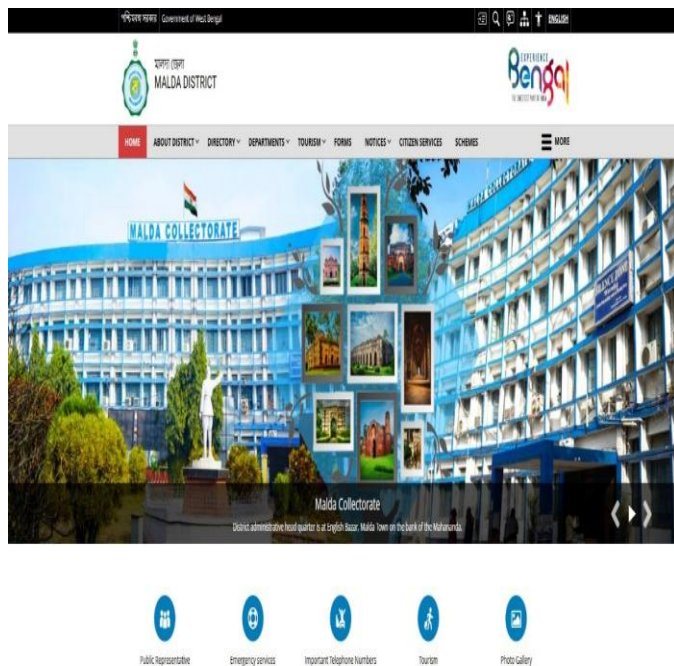 পশ্চিমবঙ্গ সরকার Government of West Bengal
ENGLISH
মালদা জেলা
MALDA DISTRICT
EXPERIENCE
Bengal
HOME ABOUT DISTRICT DIRECTORY DEPARTMENTS TOURISM FORMS NOTICES CITIZEN SERVICES SCHEMES MORE
MALDA COLLECTORATE
Malda Collectorate
District administrative head quarter is at English Bazar, Malda Town on the bank of the Mahananda.
Public Representative Emergency services Important Telephone Numbers Tourism Photo Gallery